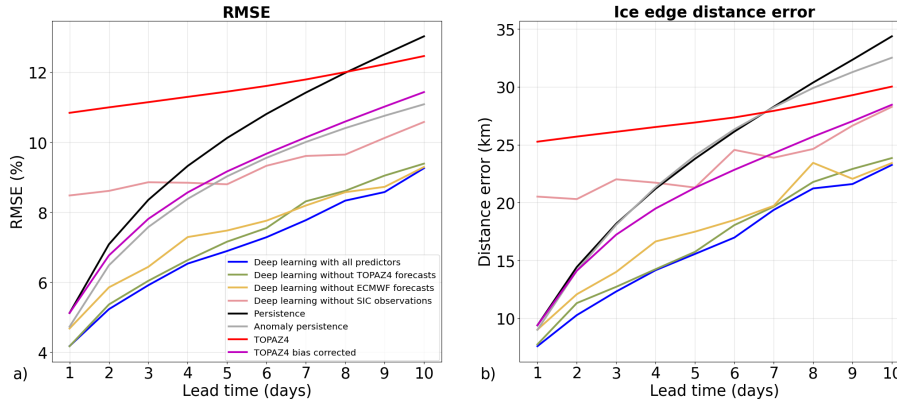 RMSE
RMSE (%)
12
10
8
6
4
Deep learning with all predictors
Deep learning without TOPAZ4 forecasts
Deep learning without ECMWF forecasts
Deep learning without SIC observations
Persistence
Anomaly persistence
TOPAZ4
TOPAZ4 bias corrected
1 2 3 4 5 6 7 8 9 10
Lead time (days)
a)
Ice edge distance error
Distance error (km)
35
30
25
20
15
10
1 2 3 4 5 6 7 8 9 10
Lead time (days)
b)